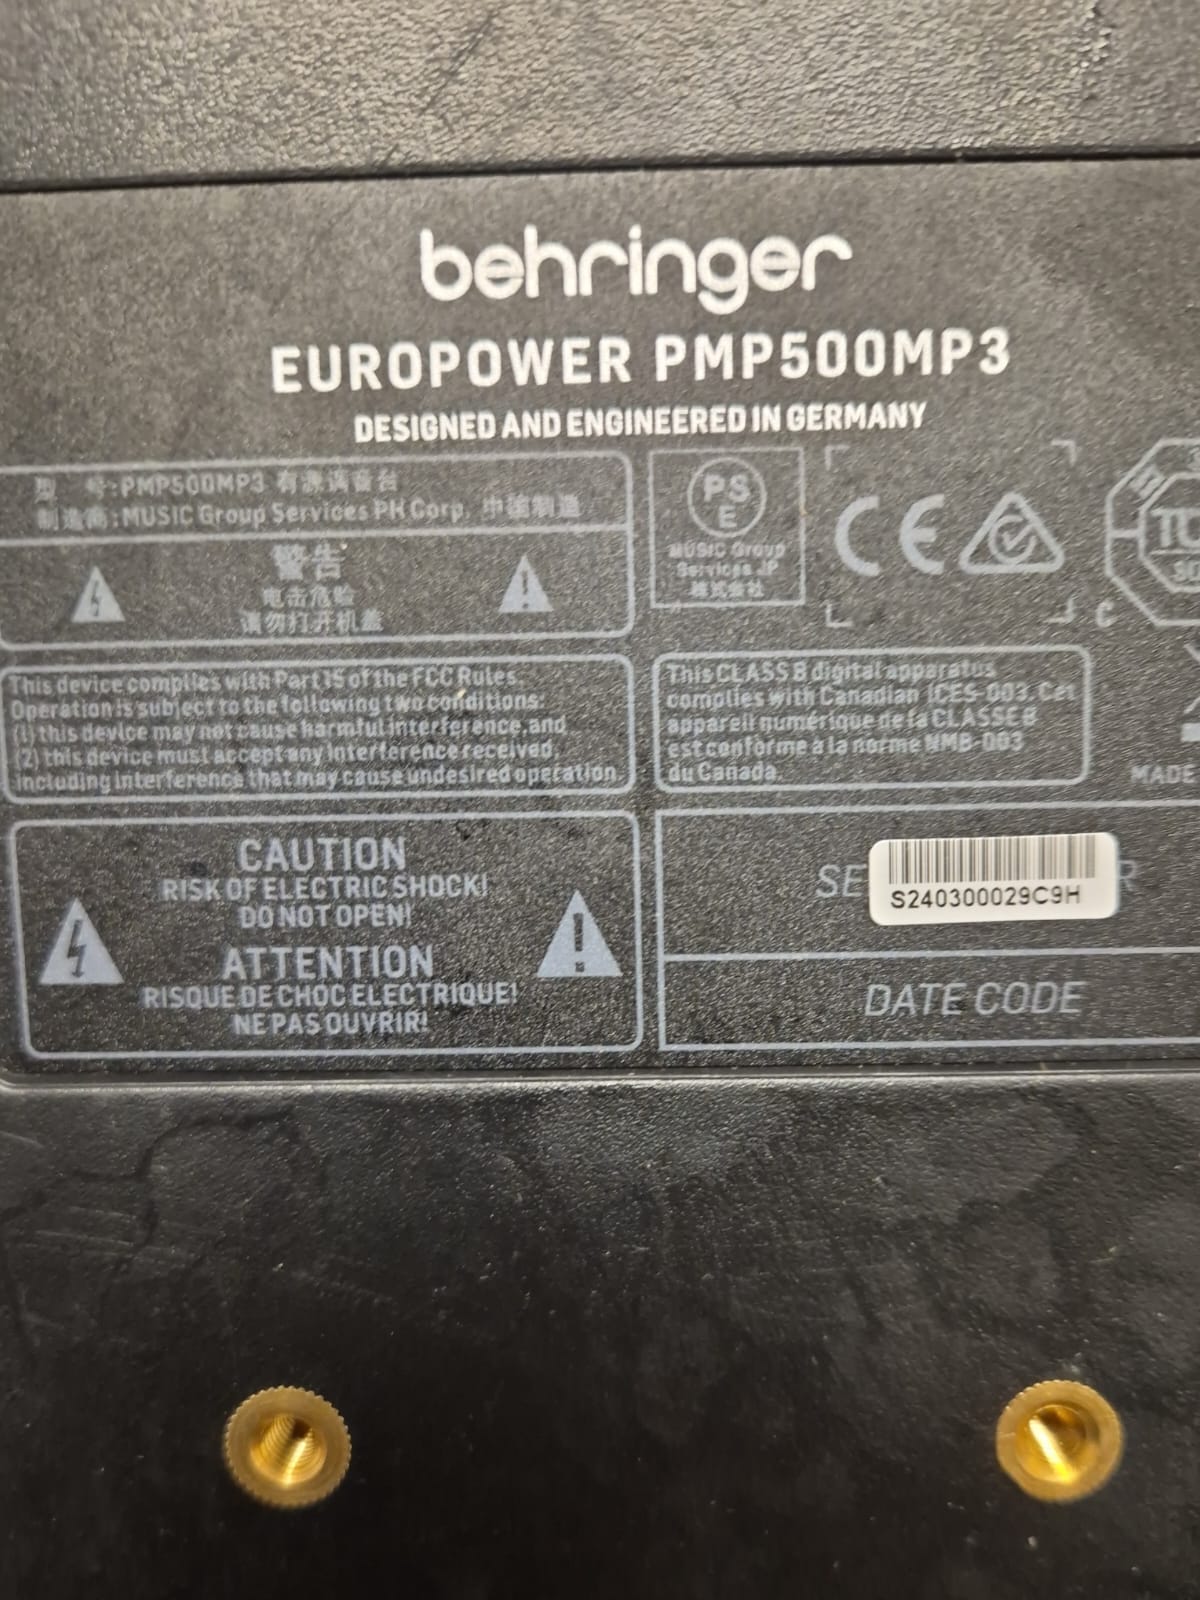 behringer
EUROPOWER PMP500MP3
DESIGNED AND ENGINEERED IN GERMANY
型 号:PMP500MP3 有源调音台
制造商:MUSIC Group Services PH Corp. 中国制造
警告
电击危险
请勿打开机盖
PS
E
MUSIC Group
Services JP
株式会社
CE
C
This device complies with Part 15 of the FCC Rules.
Operation is subject to the following two conditions:
(1) this device may not cause harmful interference, and
(2) this device must accept any interference received,
including interference that may cause undesired operation.
This CLASS B digital apparatus
complies with Canadian ICES-003. Cet
appareil numérique de la CLASSE B
est conforme a la norme NMB-003
du Canada.
MADE
CAUTION
RISK OF ELECTRIC SHOCK!
DO NOT OPEN!
ATTENTION
RISQUE DE CHOC ELECTRIQUE!
NE PAS OUVRIR!
SE R
S240300029C9H
DATE CODE